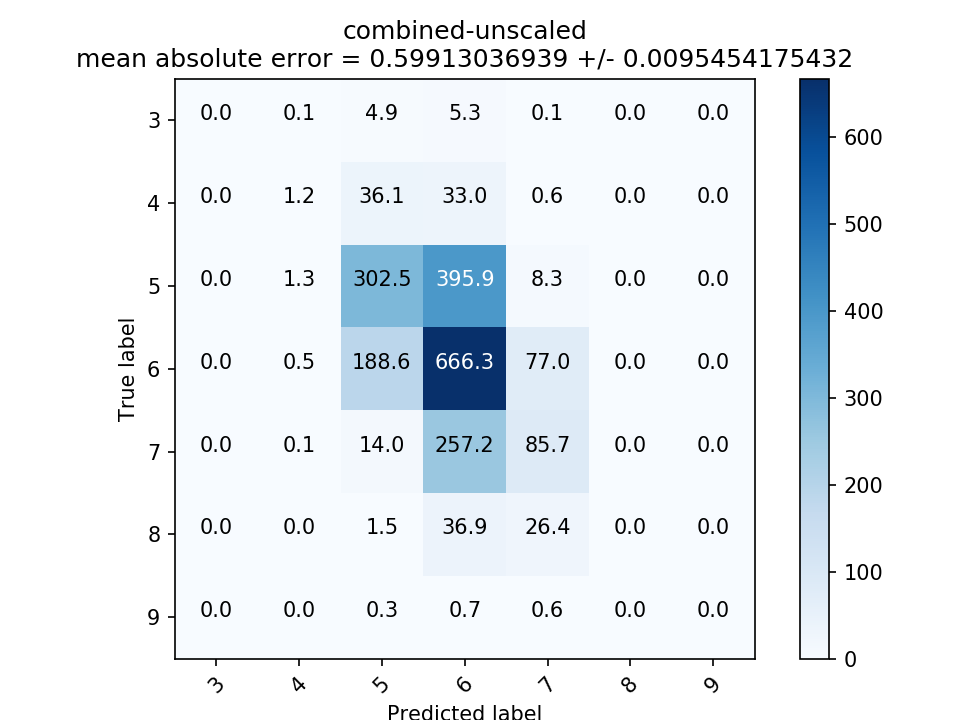 combined-unscaled
mean absolute error = 0.59913036939 +/- 0.0095454175432
3 0.0 0.1 4.9 5.3 0.1 0.0 0.0
4 0.0 1.2 36.1 33.0 0.6 0.0 0.0
5 0.0 1.3 302.5 395.9 8.3 0.0 0.0
6 0.0 0.5 188.6 666.3 77.0 0.0 0.0
7 0.0 0.1 14.0 257.2 85.7 0.0 0.0
8 0.0 0.0 1.5 36.9 26.4 0.0 0.0
9 0.0 0.0 0.3 0.7 0.6 0.0 0.0
3 4 5 6 7 8 9
True label
Predicted label
600
500
400
300
200
100
0